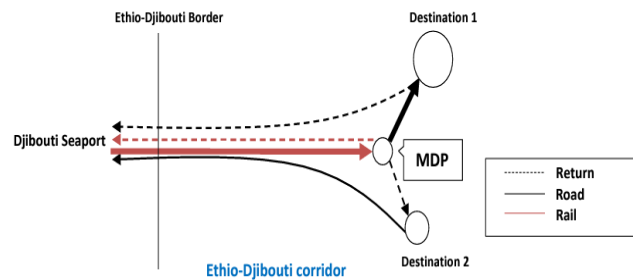 Ethio-Djibouti Border
Destination 1
Djibouti Seaport
MDP
Return
Road
Rail
Destination 2
Ethio-Djibouti corridor